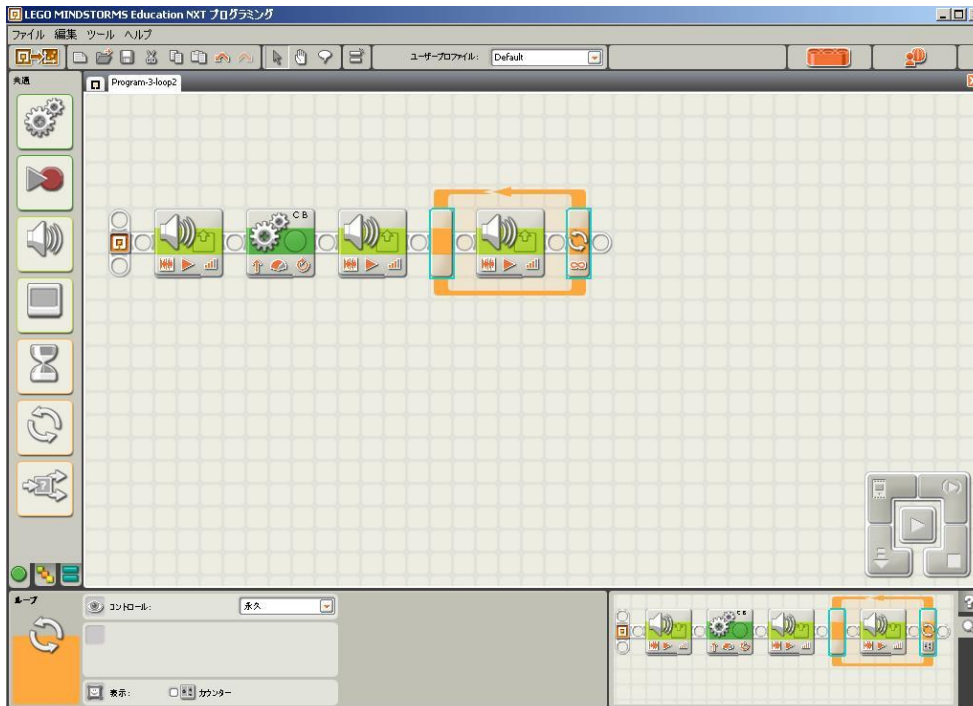 LEGO MINDSTORMS Education NXT プログラミング
ファイル 編集 ツール ヘルプ
ユーザープロファイル: Default
共通
Program-3-loop2
C B
ループ
コントロール: 永久
表示: カウンター
C B